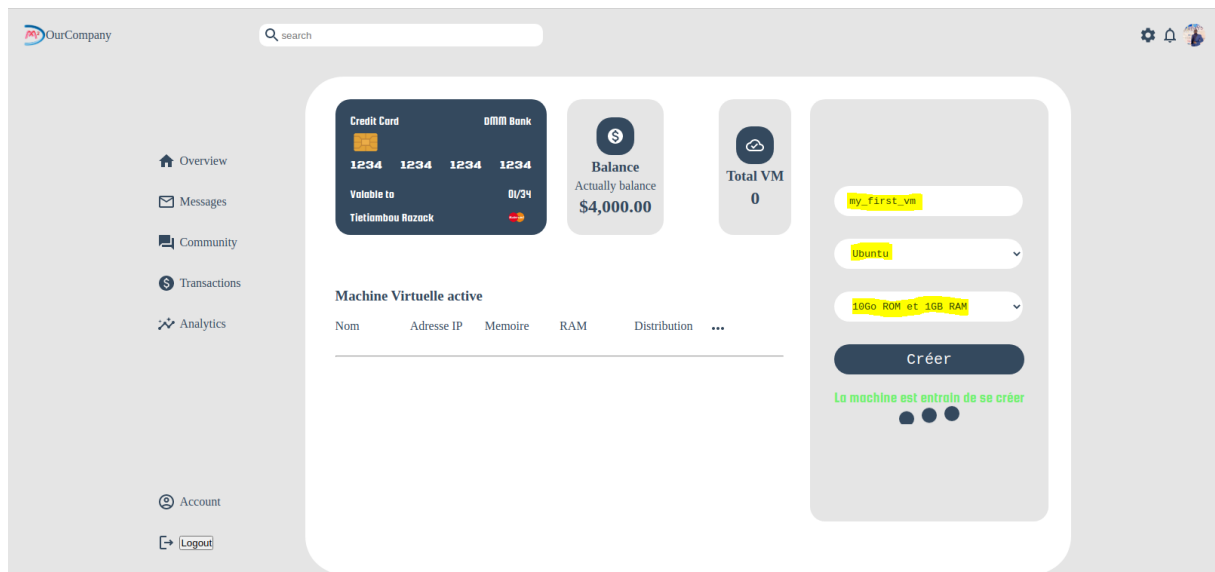 OurCompany
search
Overview
Messages
Community
Transactions
Analytics
Account
Logout
Credit Card DMM Bank
1234 1234 1234 1234
Valable to 01/34
Tietiambou Razack
Balance
Actually balance
$4,000.00
Total VM
0
Machine Virtuelle active
Nom Adresse IP Memoire RAM Distribution ...
my_first_vm
Ubuntu
10Go ROM et 1GB RAM
Créer
La machine est entrain de se créer